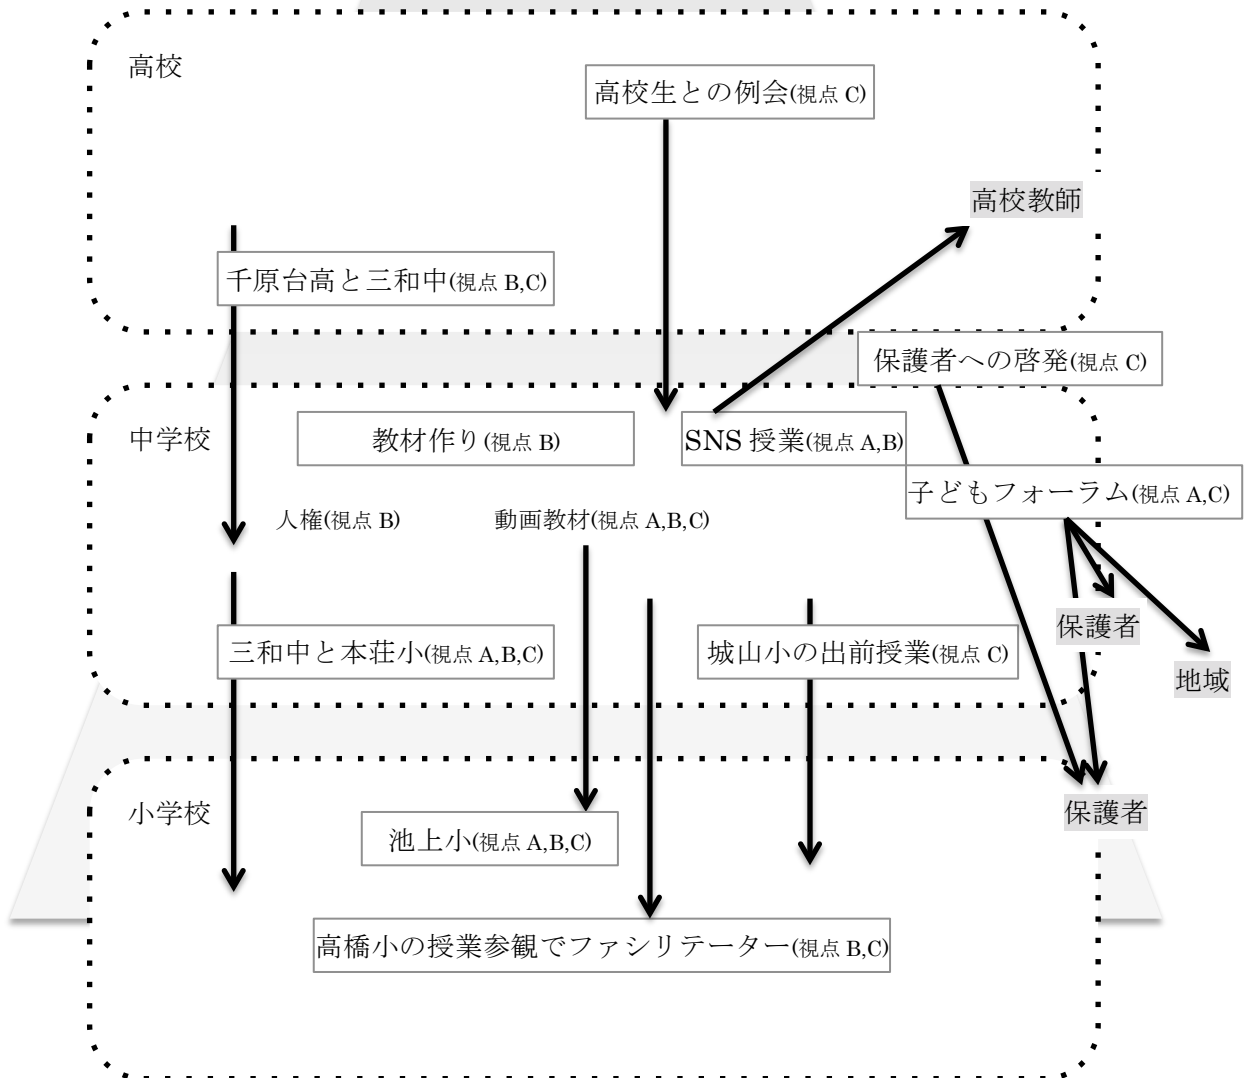 高校
高校生との例会(視点 C)
高校教師
千原台高と三和中(視点 B,C)
保護者への啓発(視点 C)
中学校
教材作り(視点 B)
SNS 授業(視点 A,B)
子どもフォーラム(視点 A,C)
人権(視点 B)
動画教材(視点 A,B,C)
保護者
三和中と本荘小(視点 A,B,C)
城山小の出前授業(視点 C)
地域
小学校
保護者
池上小(視点 A,B,C)
高橋小の授業参観でファシリテーター(視点 B,C)